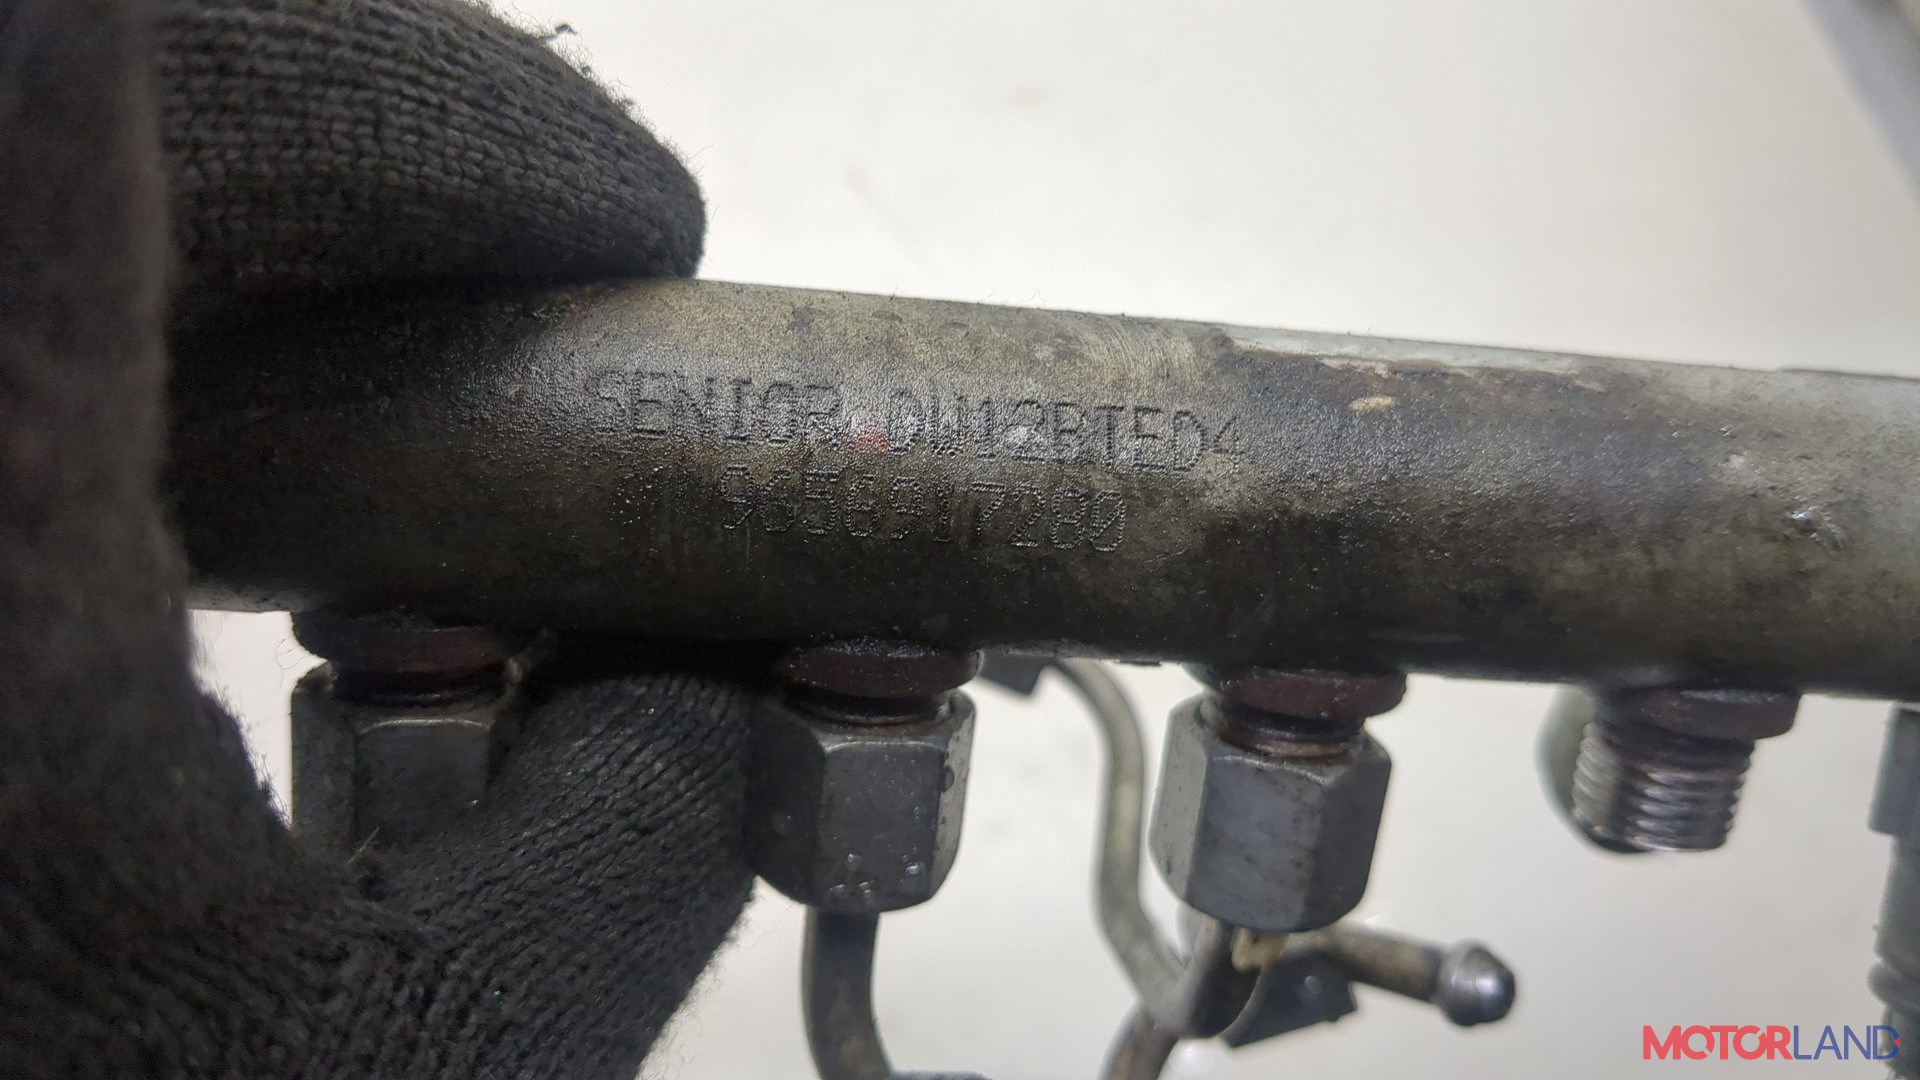 SENIOR DW12BTED4
9656917280
MOTORLAND